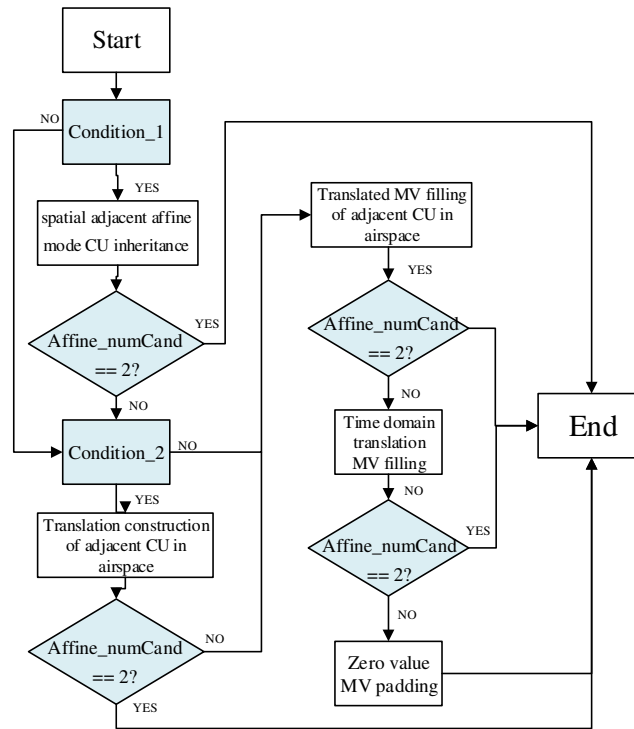 Start
NO
Condition_1
YES
spatial adjacent affine
mode CU inheritance
Affine_numCand
== 2?
YES
NO
Condition_2
NO
YES
Translation construction
of adjacent CU in
airspace
Affine_numCand
== 2?
NO
YES
Translated MV filling
of adjacent CU in
airspace
YES
Affine_numCand
== 2?
NO
Time domain
translation
MV filling
NO
Affine_numCand
== 2?
YES
NO
Zero value
MV padding
End